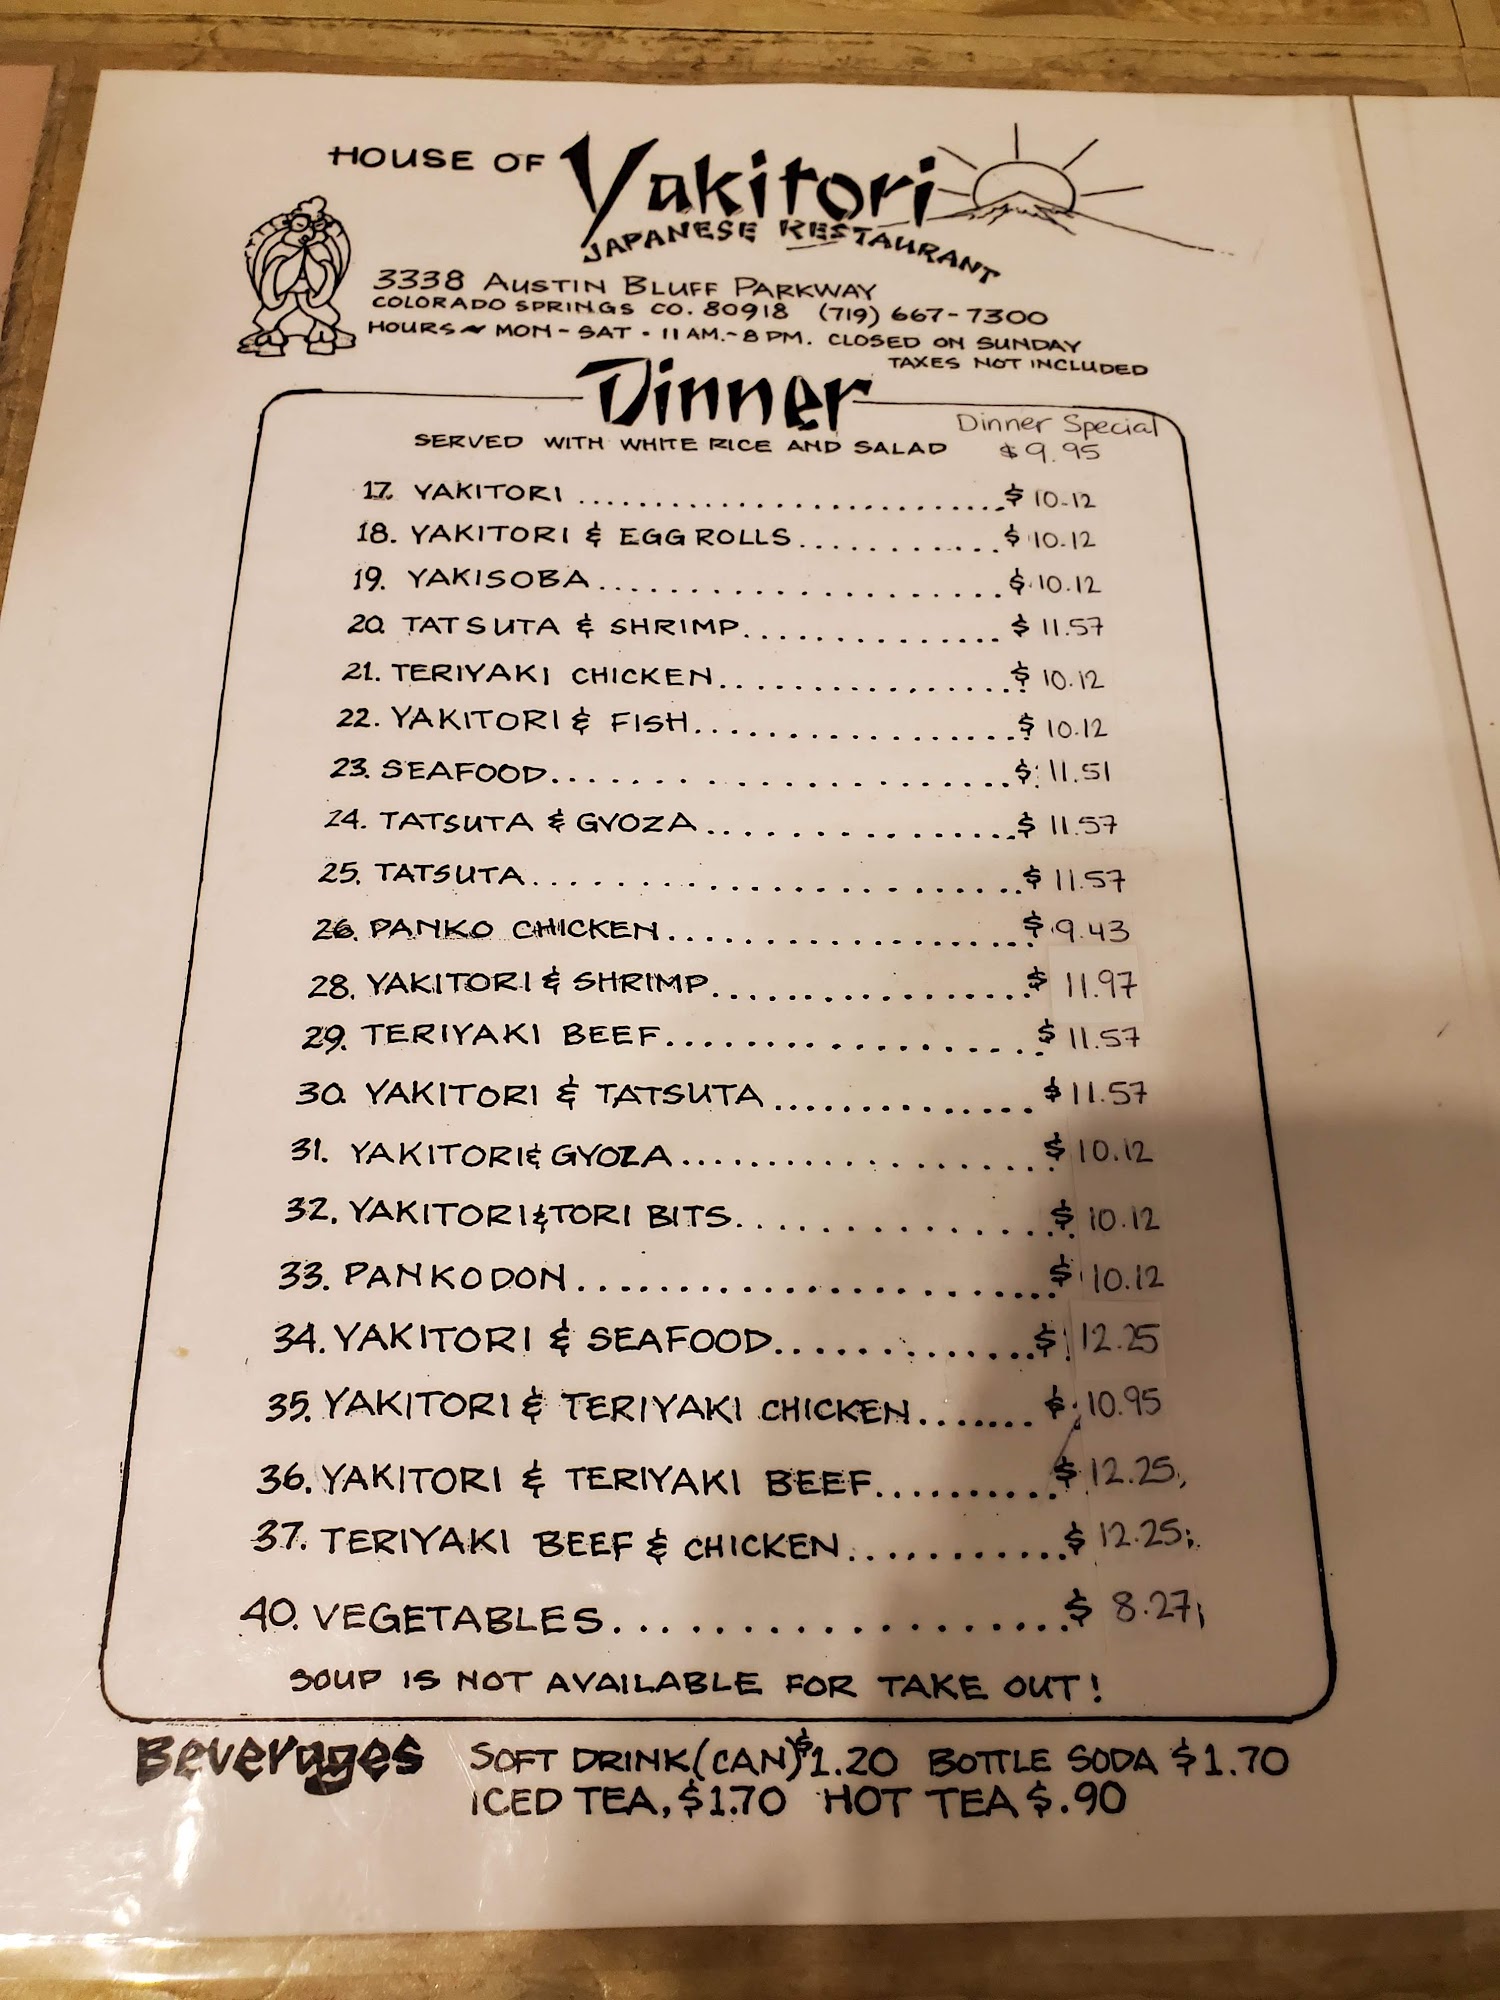 HOUSE OF Yakitori
JAPANESE RESTAURANT
3338 AUSTIN BLUFF PARKWAY
COLORADO SPRINGS CO. 80918 (719) 667-7300
HOURS ~ MON - SAT - 11 AM.-8 PM. CLOSED ON SUNDAY
TAXES NOT INCLUDED
Dinner
Dinner Special
SERVED WITH WHITE RICE AND SALAD $9.95
17. YAKITORI ........................... $ 10.12
18. YAKITORI & EGG ROLLS............ $ 10.12
19. YAKISOBA........................ $ 10.12
20. TATSUTA & SHRIMP................ $ 11.57
21. TERIYAKI CHICKEN................ $ 10.12
22. YAKITORI & FISH................. $ 10.12
23. SEAFOOD......................... $ 11.51
24. TATSUTA & GYOZA................. $ 11.57
25. TATSUTA......................... $ 11.57
26. PANKO CHICKEN................... $ 9.43
28. YAKITORI & SHRIMP............... $ 11.97
29. TERIYAKI BEEF................... $ 11.57
30. YAKITORI & TATSUTA.............. $ 11.57
31. YAKITORI & GYOZA................ $ 10.12
32. YAKITORI & TORI BITS............ $ 10.12
33. PANKODON........................ $ 10.12
34. YAKITORI & SEAFOOD.............. $ 12.25
35. YAKITORI & TERIYAKI CHICKEN....... $ 10.95
36. YAKITORI & TERIYAKI BEEF.......... $ 12.25
37. TERIYAKI BEEF & CHICKEN........... $ 12.25
40. VEGETABLES...................... $ 8.27
SOUP IS NOT AVAILABLE FOR TAKE OUT!
Beverages SOFT DRINK (CAN) $1.20 BOTTLE SODA $1.70
ICED TEA, $1.70 HOT TEA $.90